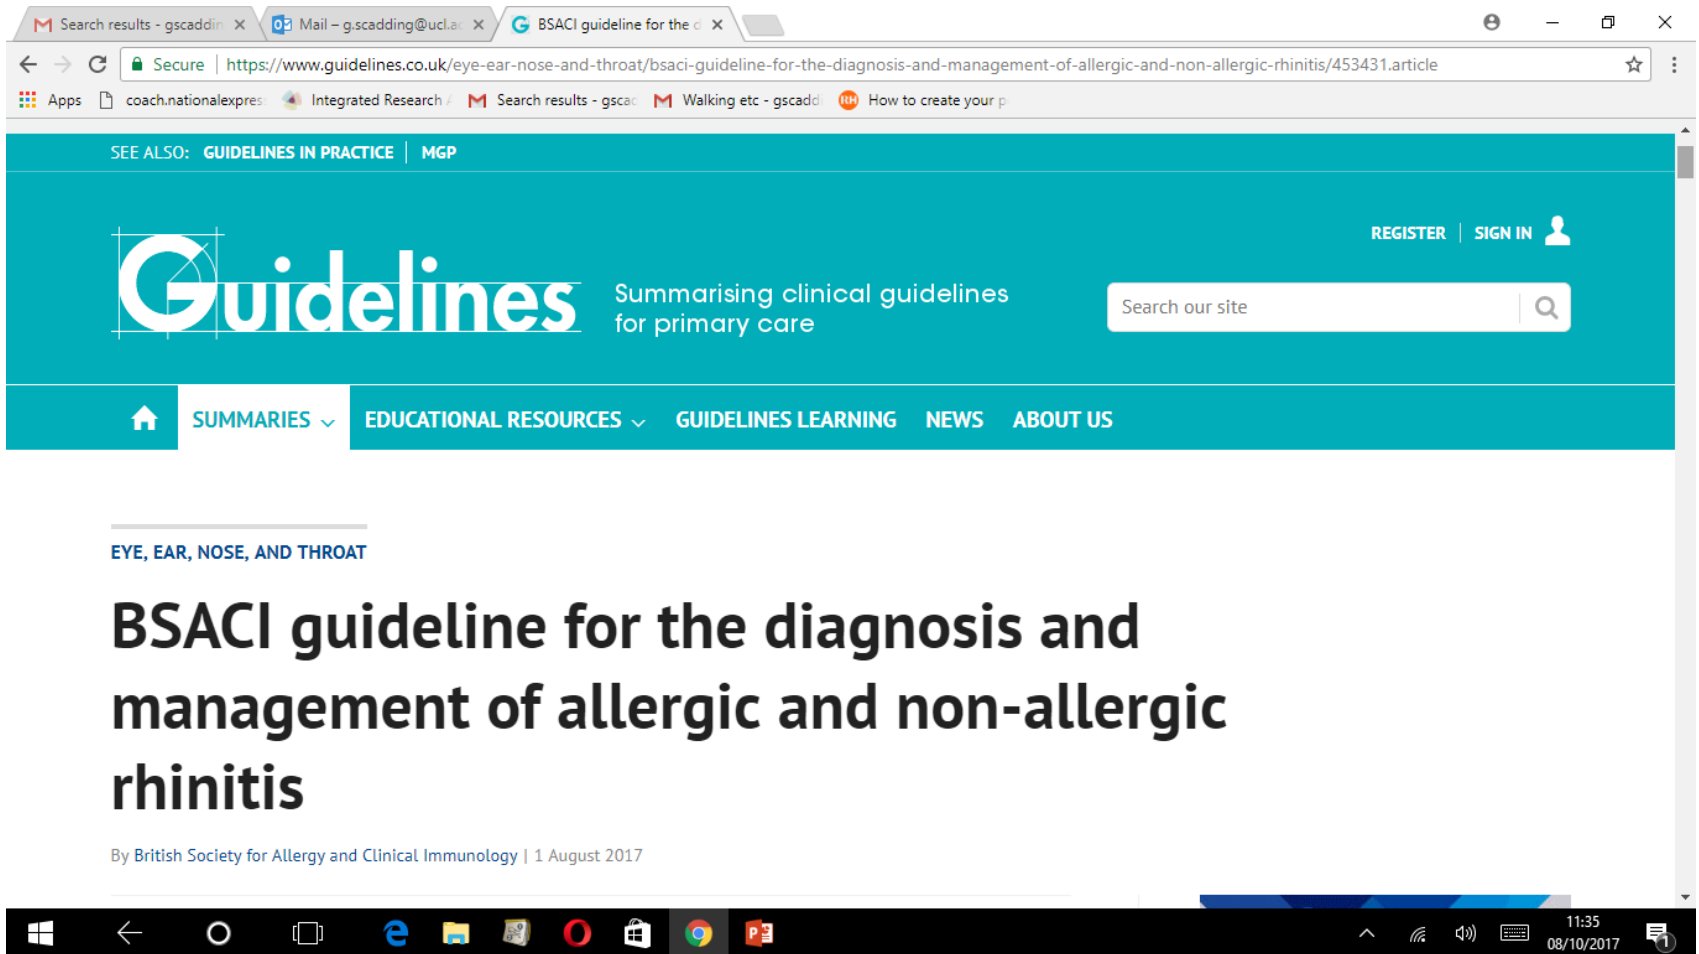 Search results - gscaddin
Mail – g.scadding@ucl.ac
BSACI guideline for the d
Secure | https://www.guidelines.co.uk/eye-ear-nose-and-throat/bsaci-guideline-for-the-diagnosis-and-management-of-allergic-and-non-allergic-rhinitis/453431.article
Apps coach.nationalexpres Integrated Research Search results - gscad Walking etc - gscadd RH How to create your p
SEE ALSO: GUIDELINES IN PRACTICE | MGP
REGISTER | SIGN IN
Guidelines
Summarising clinical guidelines
for primary care
Search our site
SUMMARIES EDUCATIONAL RESOURCES GUIDELINES LEARNING NEWS ABOUT US
EYE, EAR, NOSE, AND THROAT
BSACI guideline for the diagnosis and
management of allergic and non-allergic
rhinitis
By British Society for Allergy and Clinical Immunology | 1 August 2017
11:35
08/10/2017
1